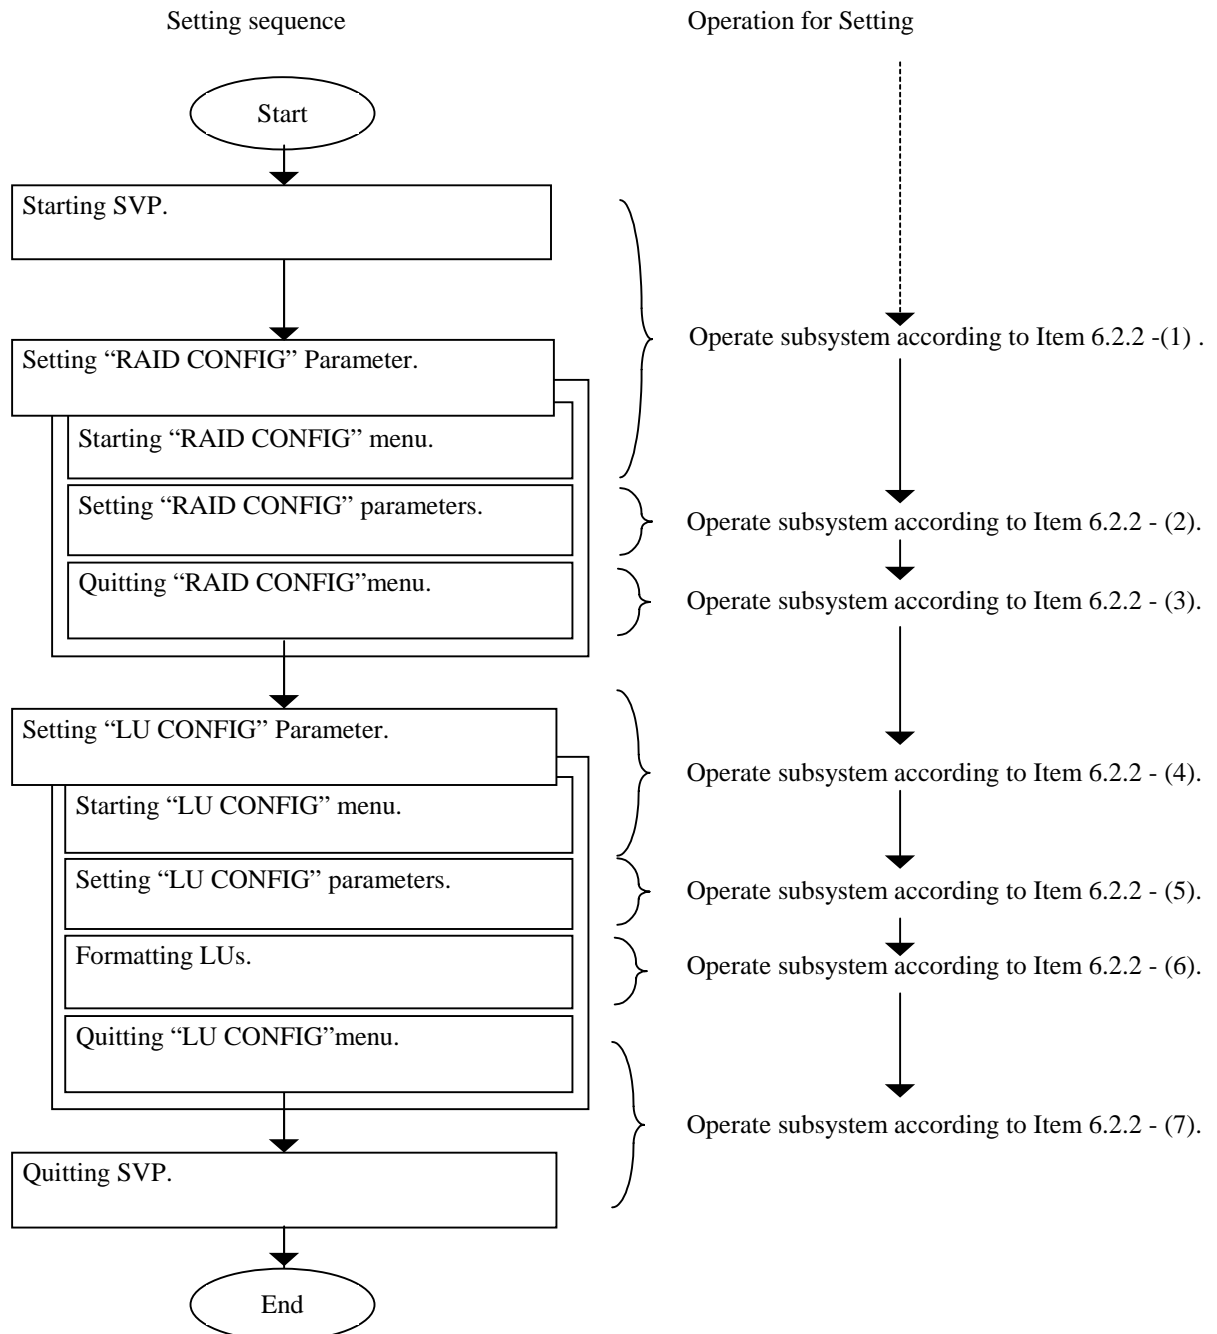 Setting sequence
Operation for Setting
Start
Starting SVP.
Operate subsystem according to Item 6.2.2 -(1) .
Setting “RAID CONFIG” Parameter.
Starting “RAID CONFIG” menu.
Setting “RAID CONFIG” parameters.
Operate subsystem according to Item 6.2.2 - (2).
Quitting “RAID CONFIG”menu.
Operate subsystem according to Item 6.2.2 - (3).
Setting “LU CONFIG” Parameter.
Operate subsystem according to Item 6.2.2 - (4).
Starting “LU CONFIG” menu.
Setting “LU CONFIG” parameters.
Operate subsystem according to Item 6.2.2 - (5).
Formatting LUs.
Operate subsystem according to Item 6.2.2 - (6).
Quitting “LU CONFIG”menu.
Operate subsystem according to Item 6.2.2 - (7).
Quitting SVP.
End